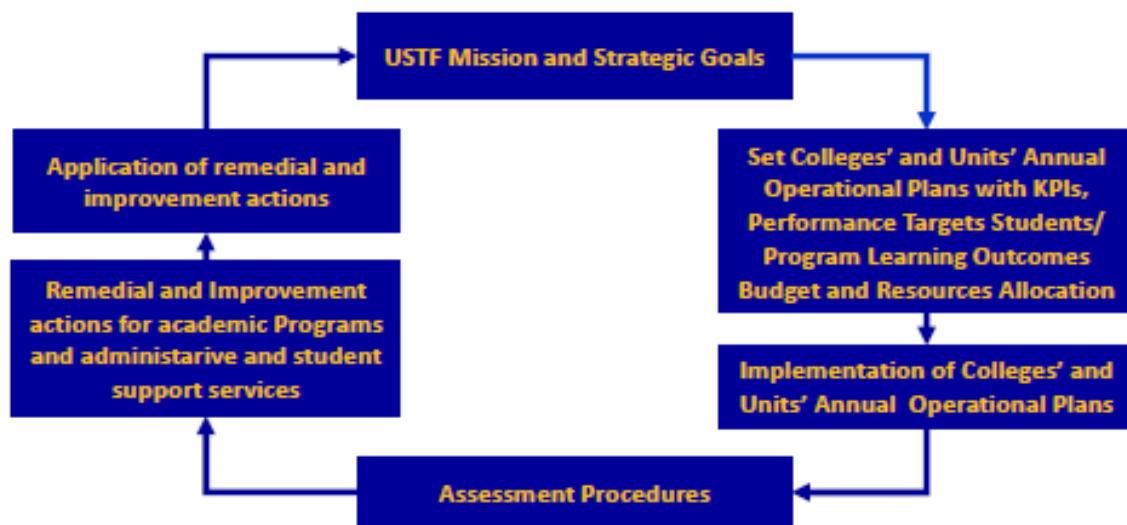 USTF Mission and Strategic Goals
Set Colleges’ and Units’ Annual
Operational Plans with KPIs,
Performance Targets Students/
Program Learning Outcomes
Budget and Resources Allocation
Implementation of Colleges’ and
Units’ Annual Operational Plans
Assessment Procedures
Remedial and Improvement
actions for academic Programs
and administarive and student
support services
Application of remedial and
improvement actions